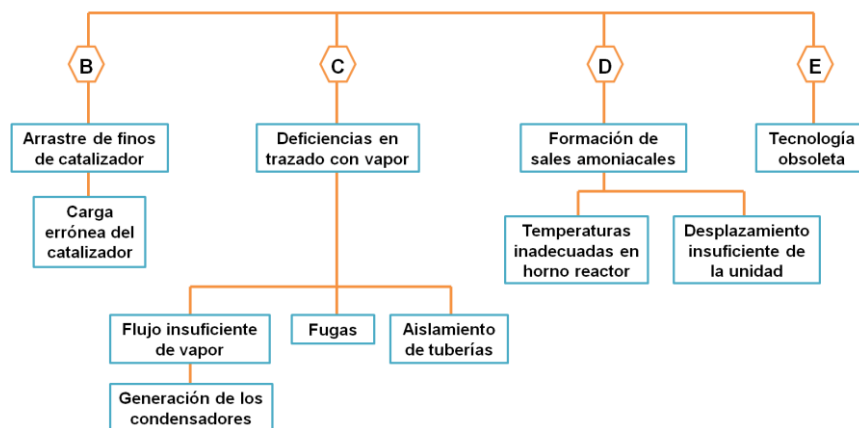 B
C
D
E
Arrastre de finos
de catalizador
Deficiencias en
trazado con vapor
Formación de
sales amoniacales
Tecnología
obsoleta
Carga
errónea del
catalizador
Temperaturas
inadecuadas en
horno reactor
Desplazamiento
insuficiente de
la unidad
Flujo insuficiente
de vapor
Fugas
Aislamiento
de tuberías
Generación de los
condensadores